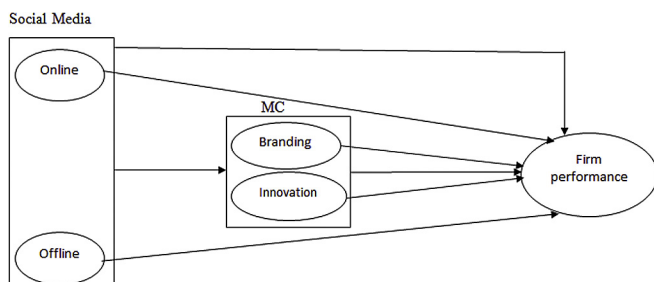 Social Media
Online
MC
Branding
Innovation
Firm
performance
Offline